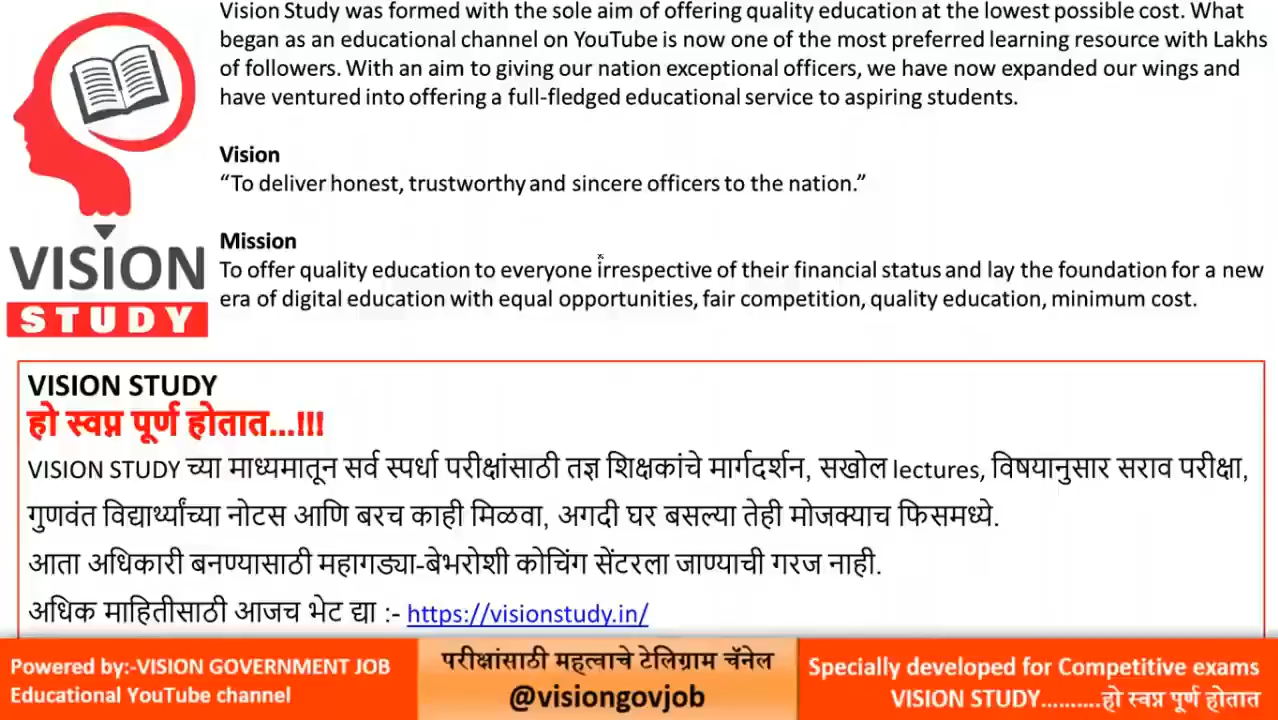 Vision Study was formed with the sole aim of offering quality education at the lowest possible cost. What
began as an educational channel on YouTube is now one of the most preferred learning resource with Lakhs
of followers. With an aim to giving our nation exceptional officers, we have now expanded our wings and
have ventured into offering a full-fledged educational service to aspiring students.
Vision
“To deliver honest, trustworthy and sincere officers to the nation.”
Mission
To offer quality education to everyone irrespective of their financial status and lay the foundation for a new
era of digital education with equal opportunities, fair competition, quality education, minimum cost.
VISION
STUDY
VISION STUDY
हो स्वप्न पूर्ण होतात...!!!
VISION STUDY च्या माध्यमातून सर्व स्पर्धा परीक्षांसाठी तज्ञ शिक्षकांचे मार्गदर्शन, सखोल lectures, विषयानुसार सराव परीक्षा,
गुणवंत विद्यार्थ्यांच्या नोटस आणि बरच काही मिळवा, अगदी घर बसल्या तेही मोजक्याच फिसमध्ये.
आता अधिकारी बनण्यासाठी महागड्या-बेभरोशी कोचिंग सेंटरला जाण्याची गरज नाही.
अधिक माहितीसाठी आजच भेट द्या :- https://visionstudy.in/
Powered by:-VISION GOVERNMENT JOB
Educational YouTube channel
परीक्षांसाठी महत्वाचे टेलिग्राम चॅनेल
@visiongovjob
Specially developed for Competitive exams
VISION STUDY..........हो स्वप्न पूर्ण होतात